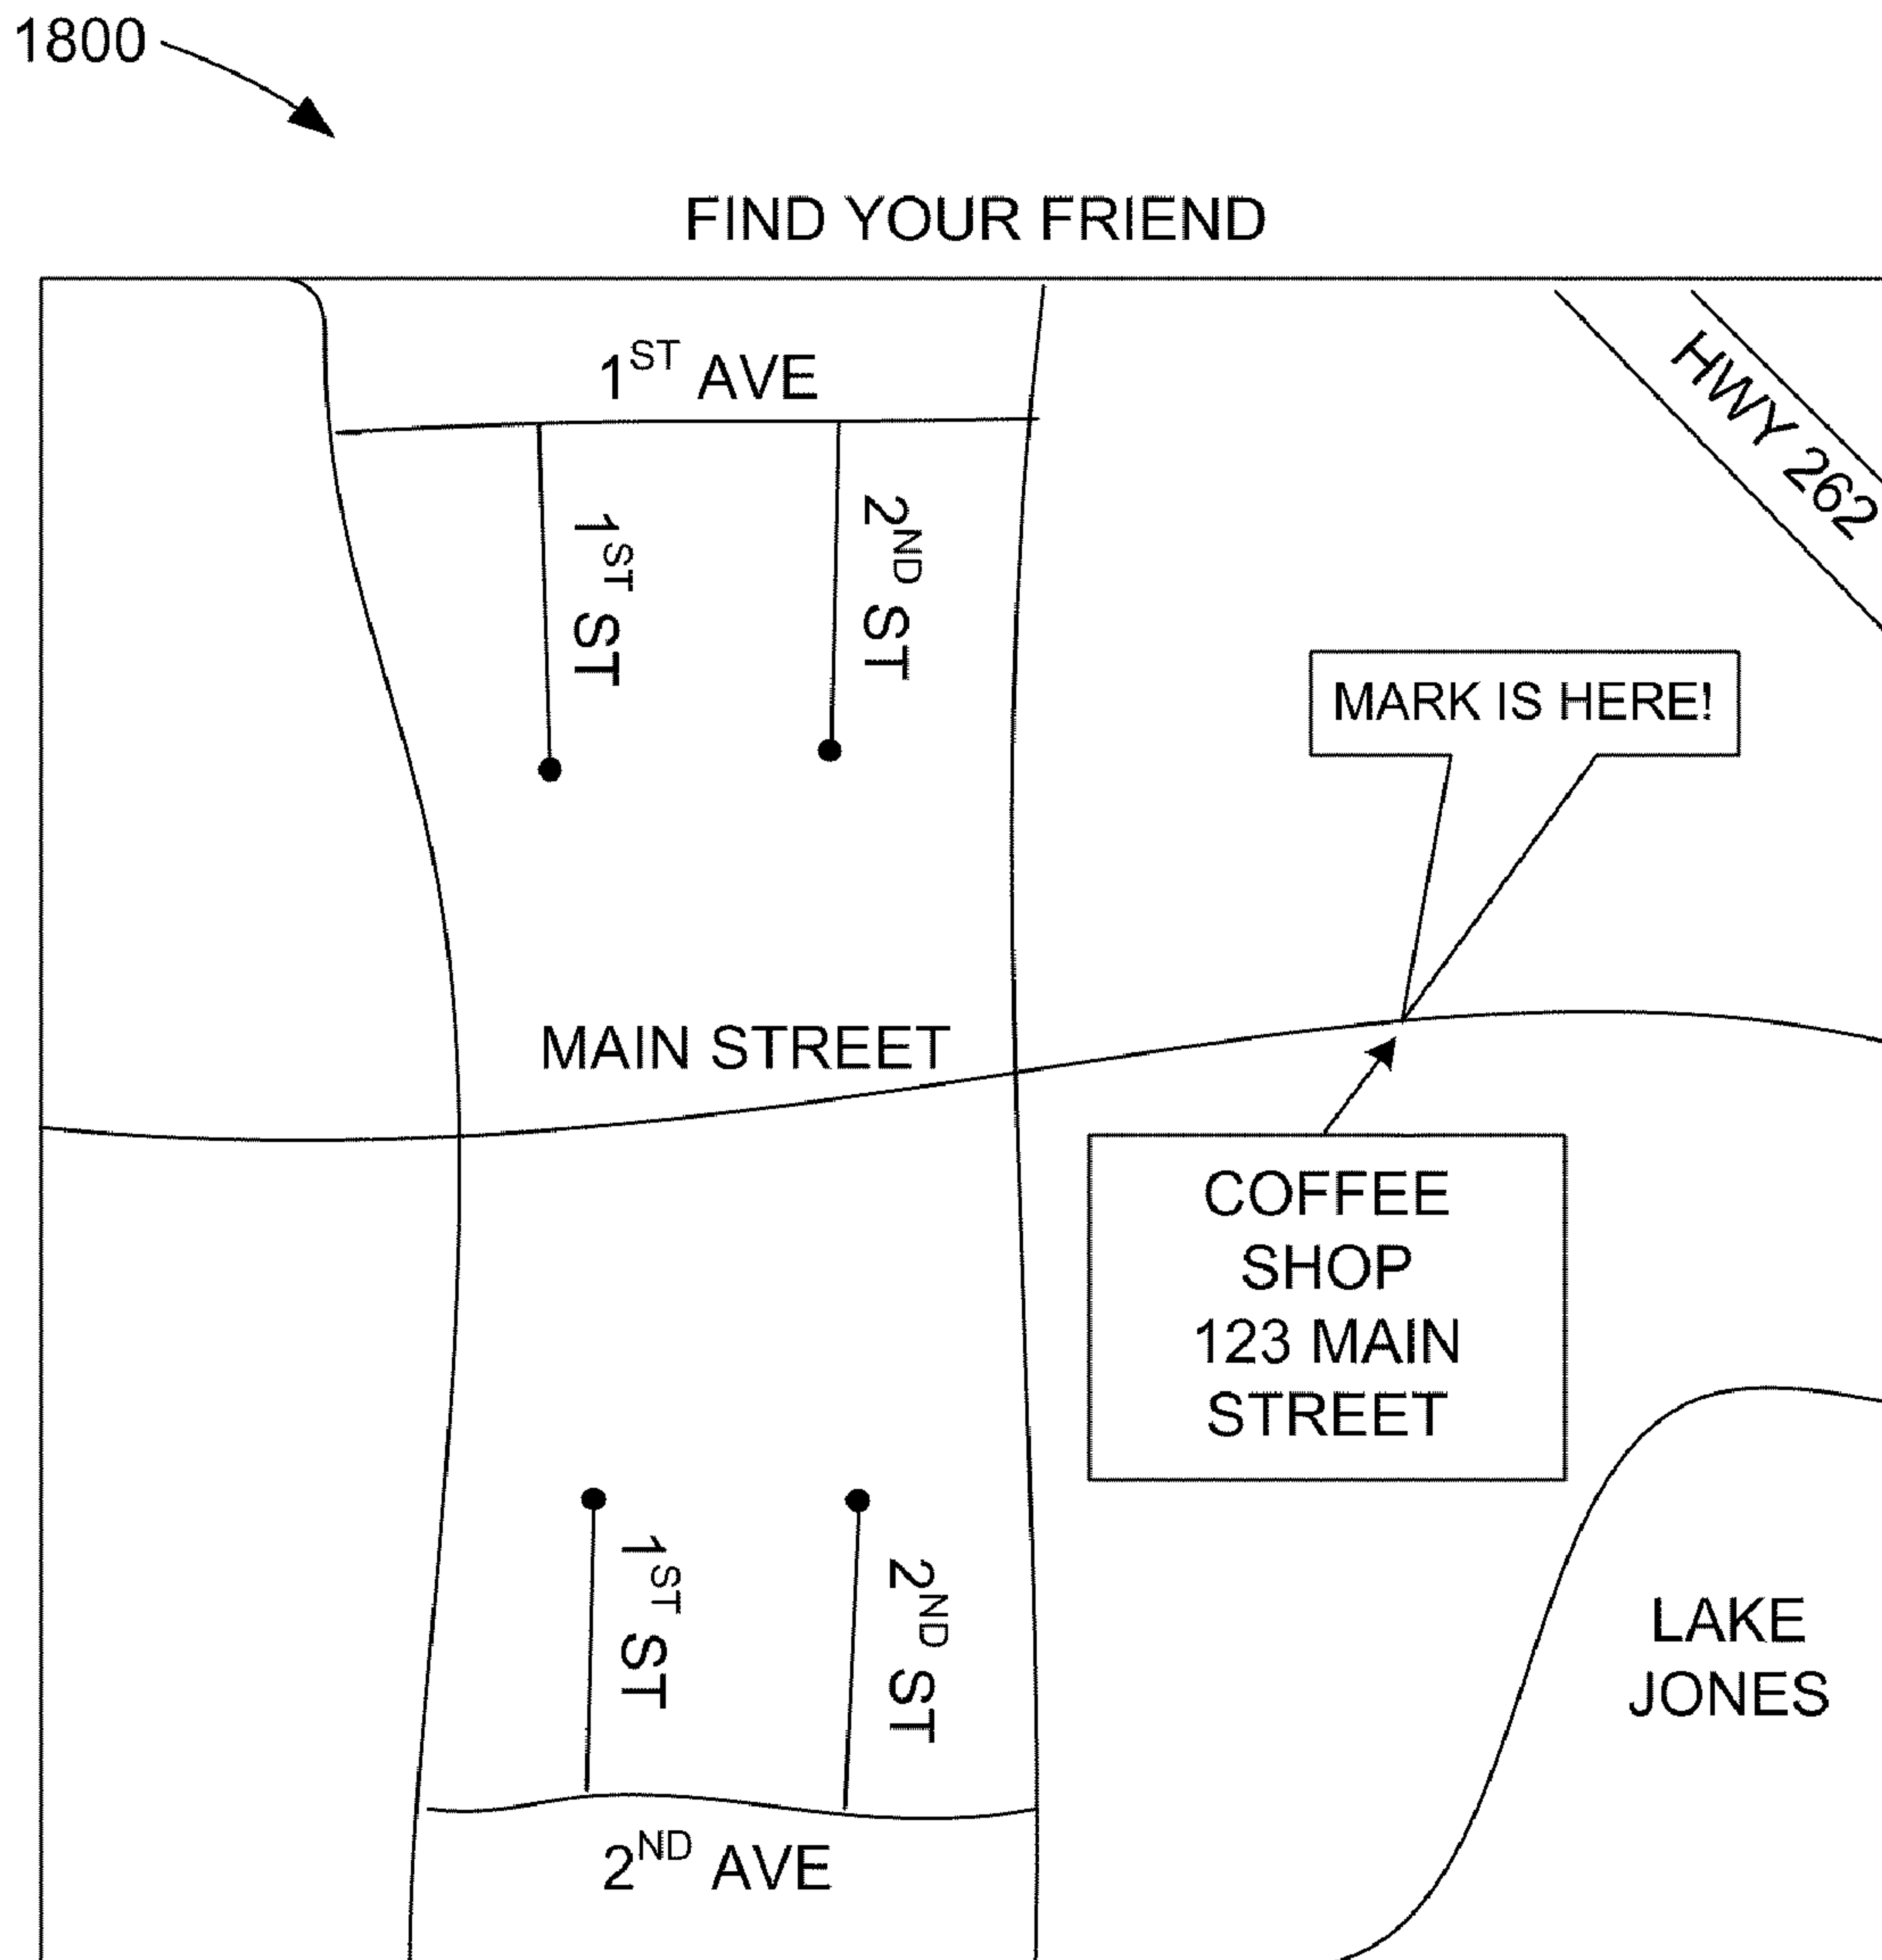 1800
FIND YOUR FRIEND
1ST AVE
HWY 262
1ST ST
2ND ST
MARK IS HERE!
MAIN STREET
COFFEE
SHOP
123 MAIN
STREET
1ST ST
2ND ST
LAKE
JONES
2ND AVE